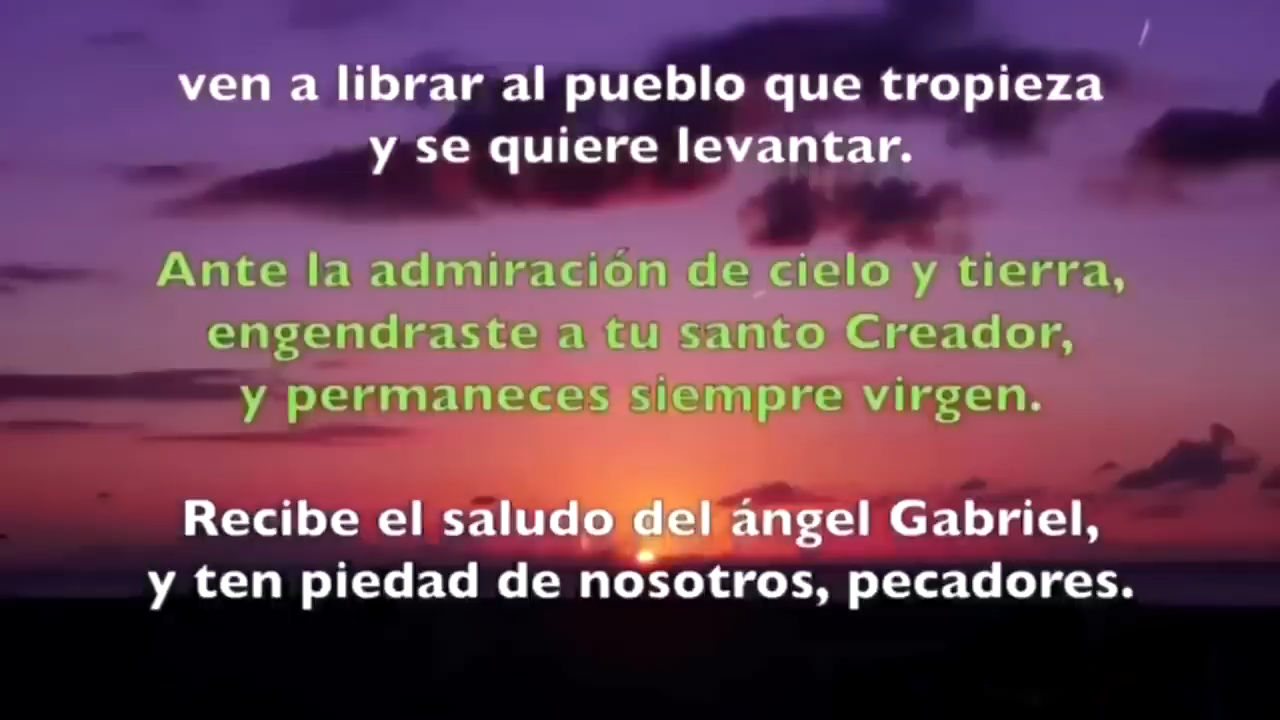 ven a librar al pueblo que tropieza
y se quiere levantar.
Ante la admiración de cielo y tierra,
engendraste a tu santo Creador,
y permaneces siempre virgen.
Recibe el saludo del ángel Gabriel,
y ten piedad de nosotros, pecadores.